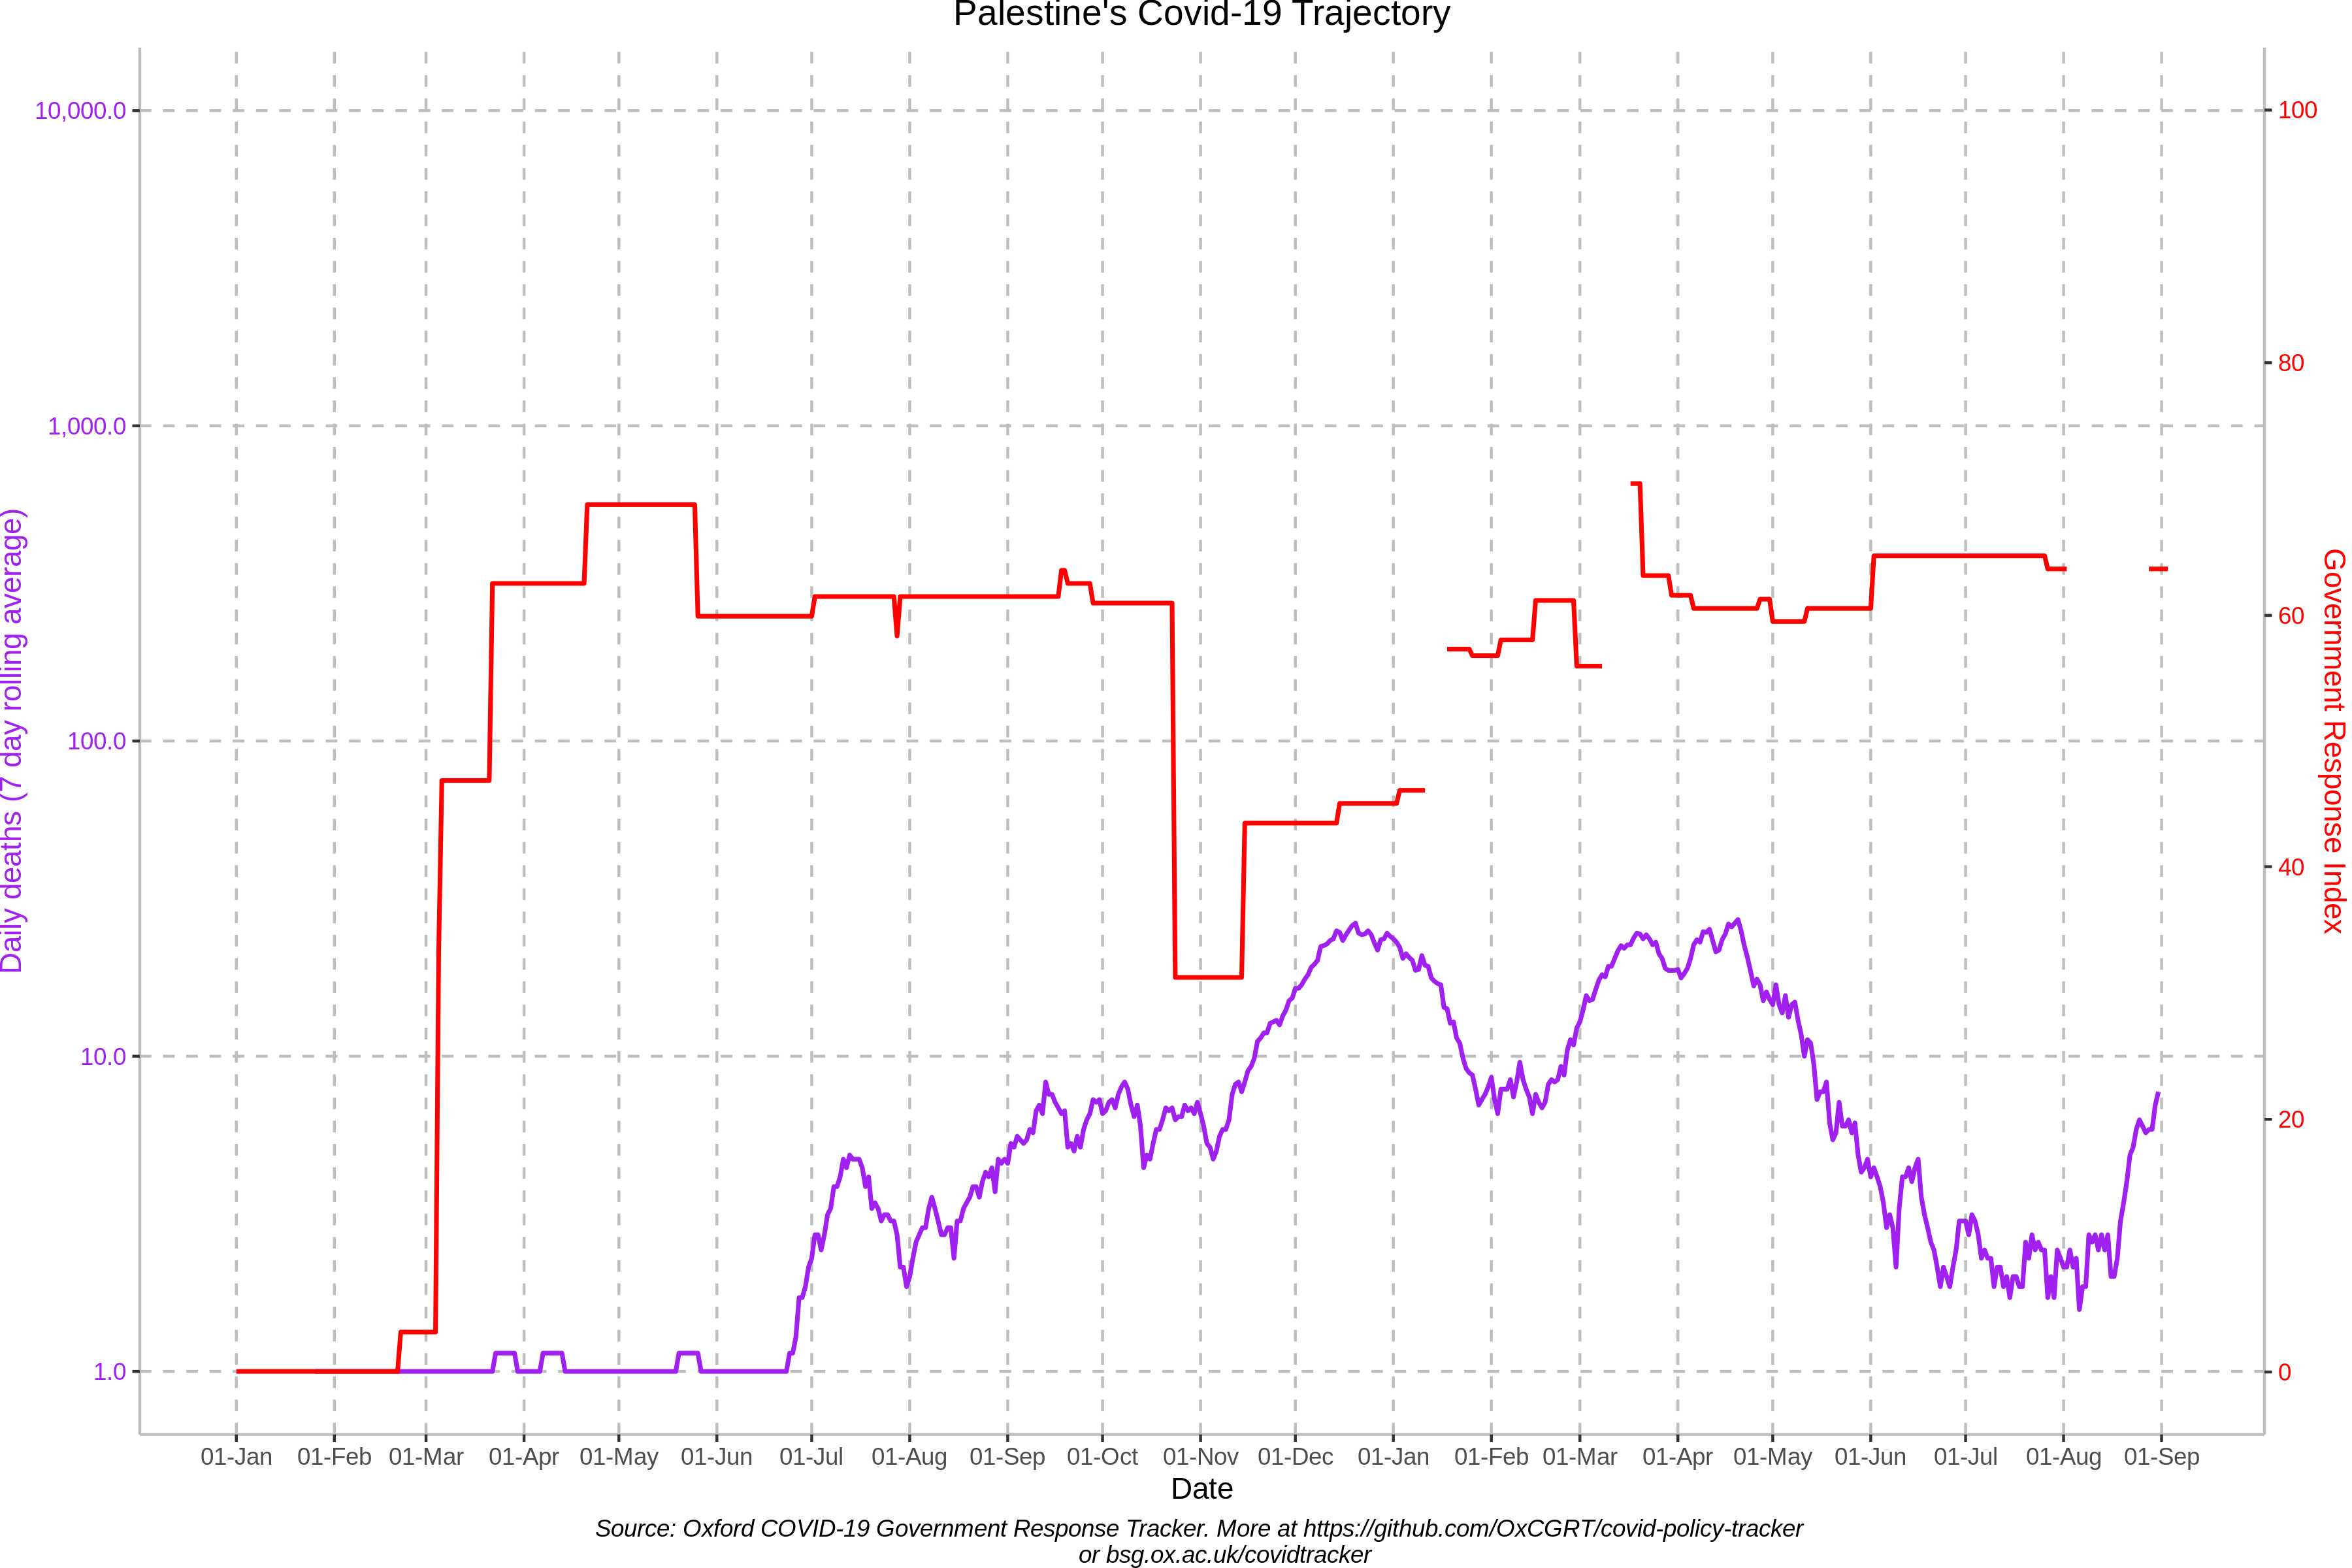 Palestine's Covid-19 Trajectory
10,000.0
1,000.0
100.0
10.0
1.0
Daily deaths (7 day rolling average)
100
80
60
40
20
0
Government Response Index
01-Jan 01-Feb 01-Mar 01-Apr 01-May 01-Jun 01-Jul 01-Aug 01-Sep 01-Oct 01-Nov 01-Dec 01-Jan 01-Feb 01-Mar 01-Apr 01-May 01-Jun 01-Jul 01-Aug 01-Sep
Date
Source: Oxford COVID-19 Government Response Tracker. More at https://github.com/OxCGRT/covid-policy-tracker
or bsg.ox.ac.uk/covidtracker